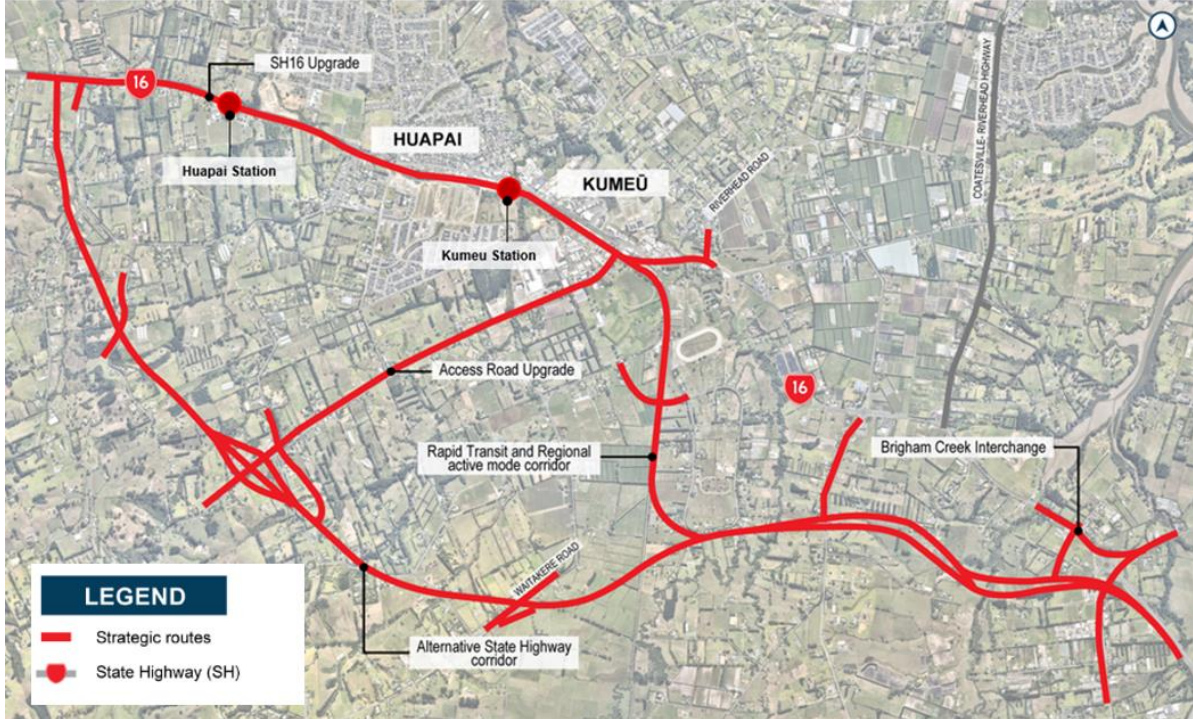 SH16 Upgrade
16
Huapai Station
HUAPAI
KUMEŪ
Kumeu Station
RIVERHEAD ROAD
COATESVILLE- RIVERHEAD HIGHWAY
Access Road Upgrade
16
Rapid Transit and Regional
active mode corridor
Brigham Creek Interchange
WAITAKERE ROAD
Alternative State Highway
corridor
LEGEND
Strategic routes
State Highway (SH)